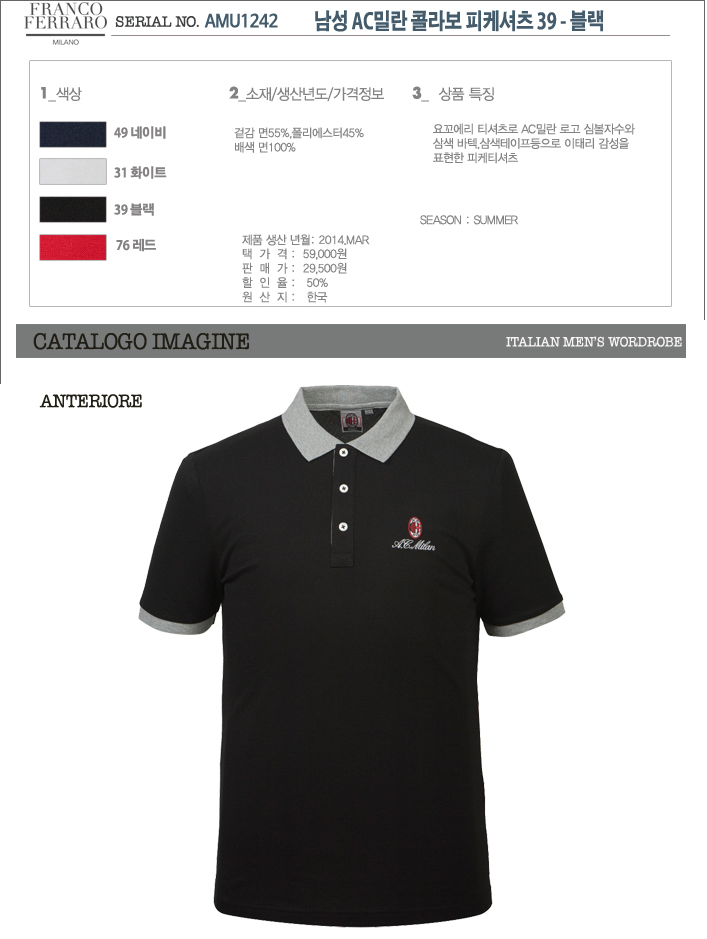 FRANCO
FERRARO
MILANO
SERIAL NO. AMU1242
남성 AC밀란 콜라보 피케셔츠 39 - 블랙
1_색상
49 네이비
31 화이트
39 블랙
76 레드
2_소재/생산년도/가격정보
겉감 면55%,폴리에스터45%
배색 면100%
제품 생산 년월: 2014,MAR
택 가 격 : 59,000원
판 매 가 : 29,500원
할 인 율 : 50%
원 산 지 : 한국
3_ 상품 특징
요꼬에리 티셔츠로 AC밀란 로고 심볼자수와
삼색 바텍,삼색테이프등으로 이태리 감성을
표현한 피케티셔츠
SEASON : SUMMER
CATALOGO IMAGINE
ITALIAN MEN'S WORDROBE
ANTERIORE
A.C.Milan